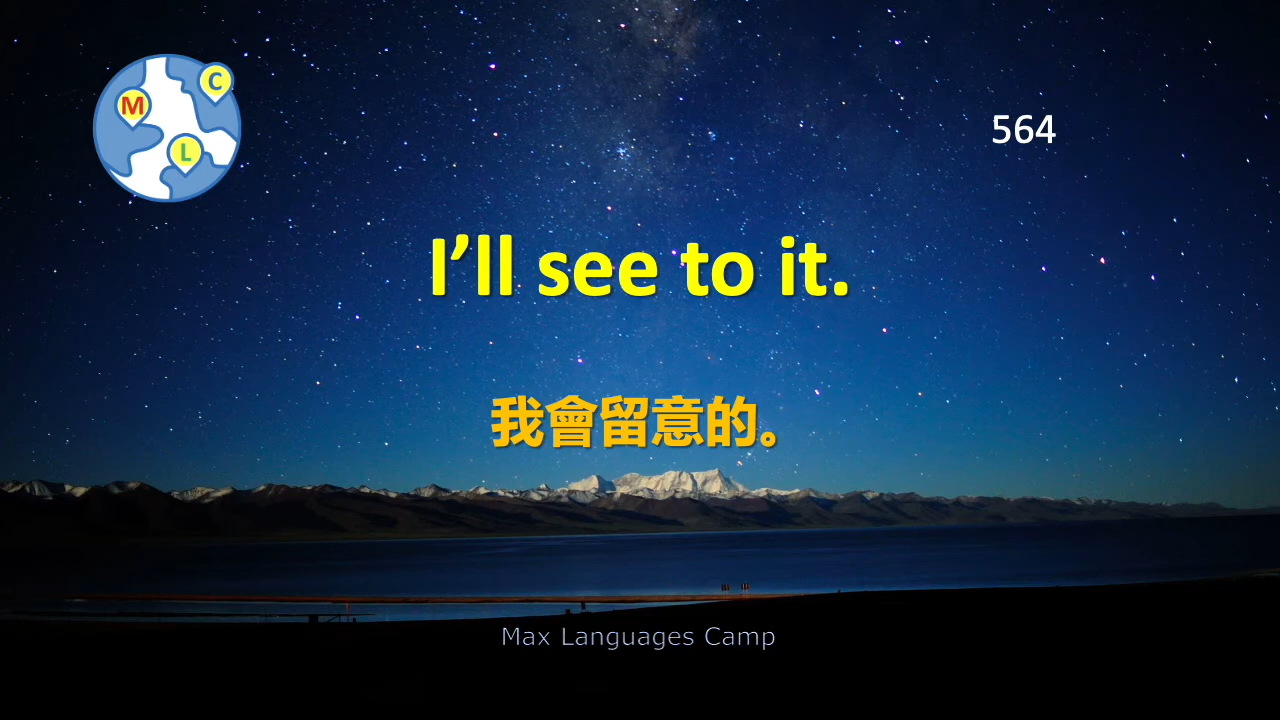 M
C
L
564
I’ll see to it.
我會留意的。
Max Languages Camp